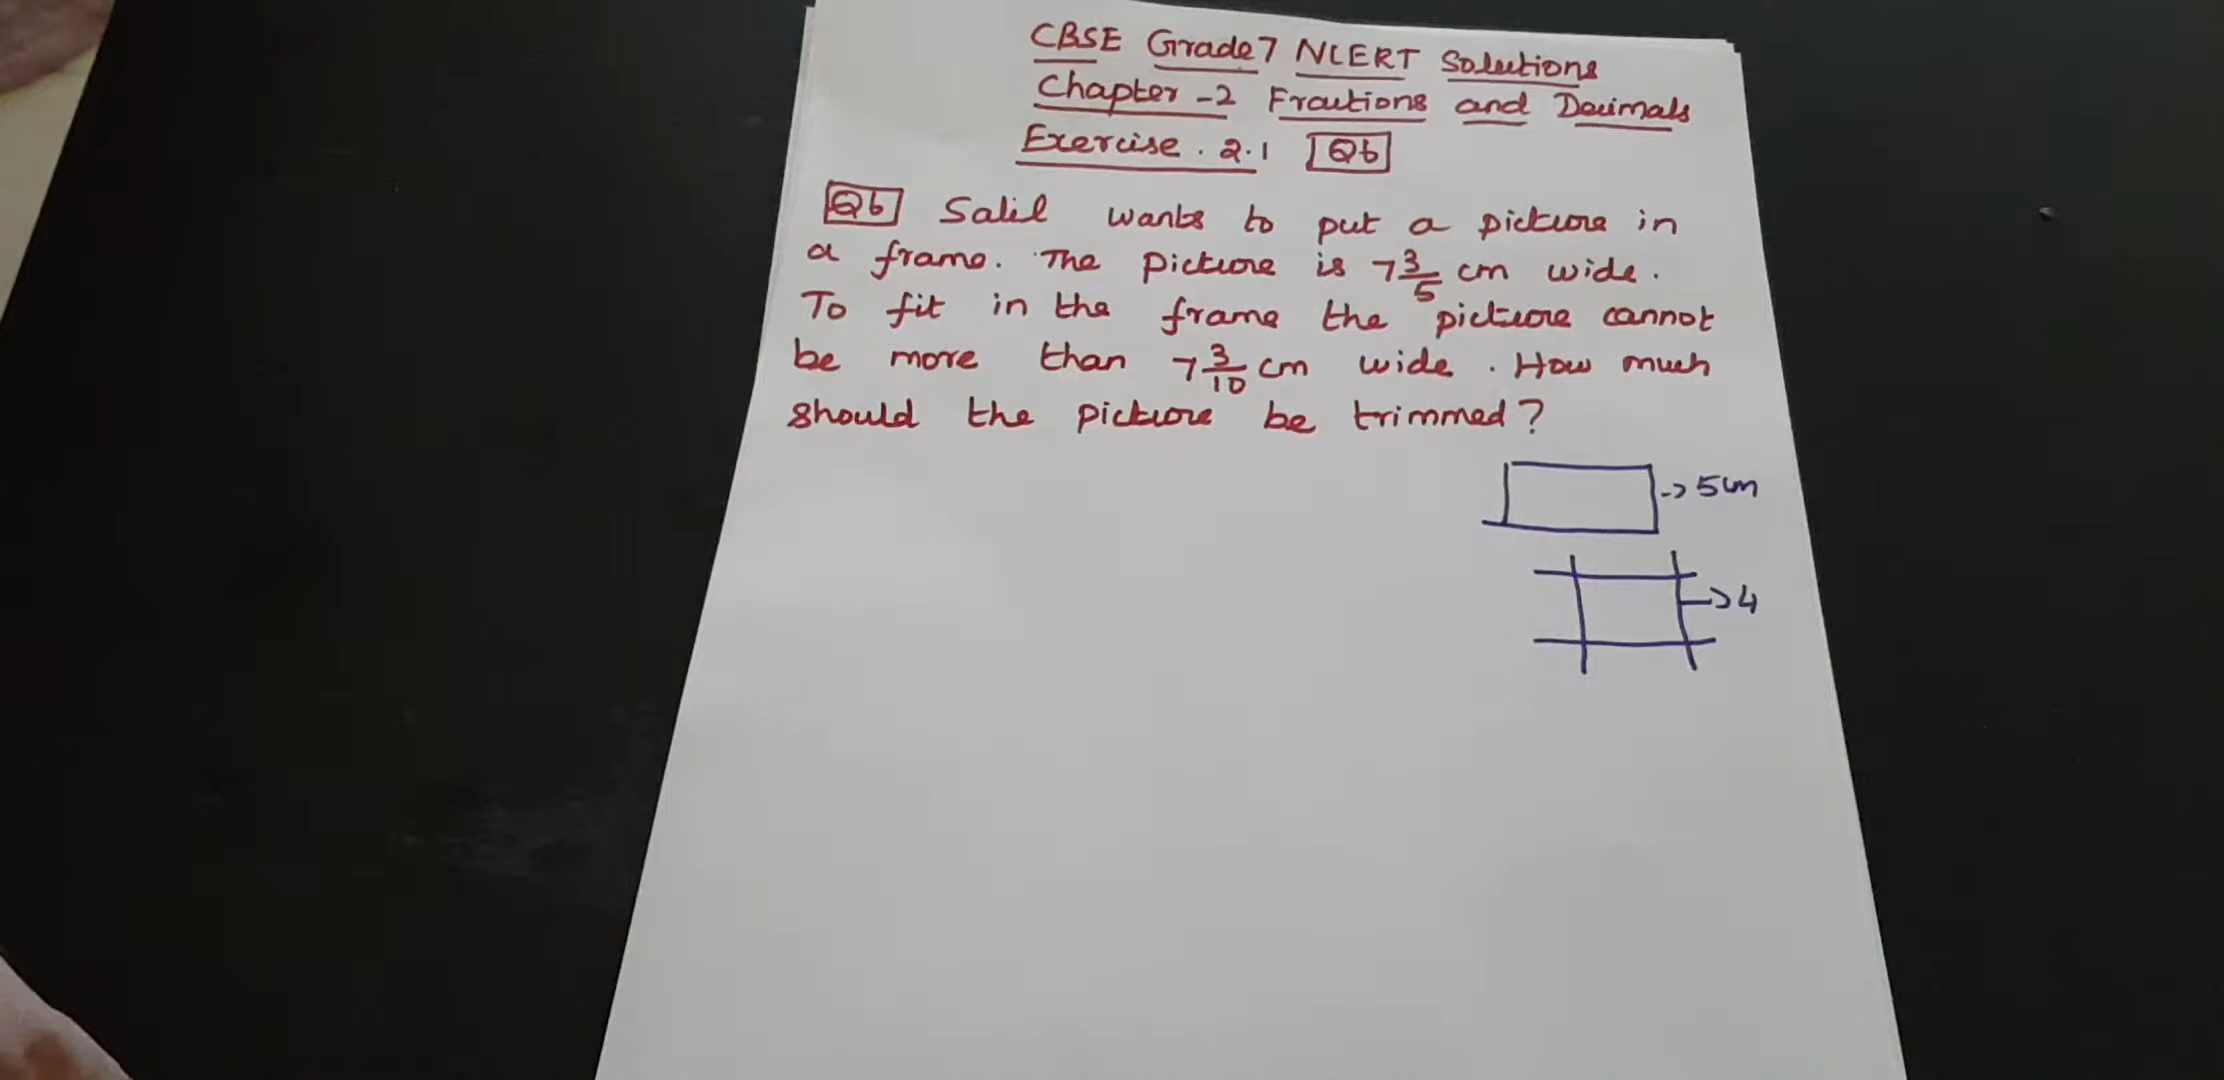 CBSE Grade 7 NCERT Solutions
Chapter - 2 Fractions and Decimals
Exercise . 2.1 Q6
Q6 Salil wants to put a picture in
a frame. The picture is 7 3/5 cm wide.
To fit in the frame the picture cannot
be more than 7 3/10 cm wide. How much
should the picture be trimmed?
-> 5cm
-> 4